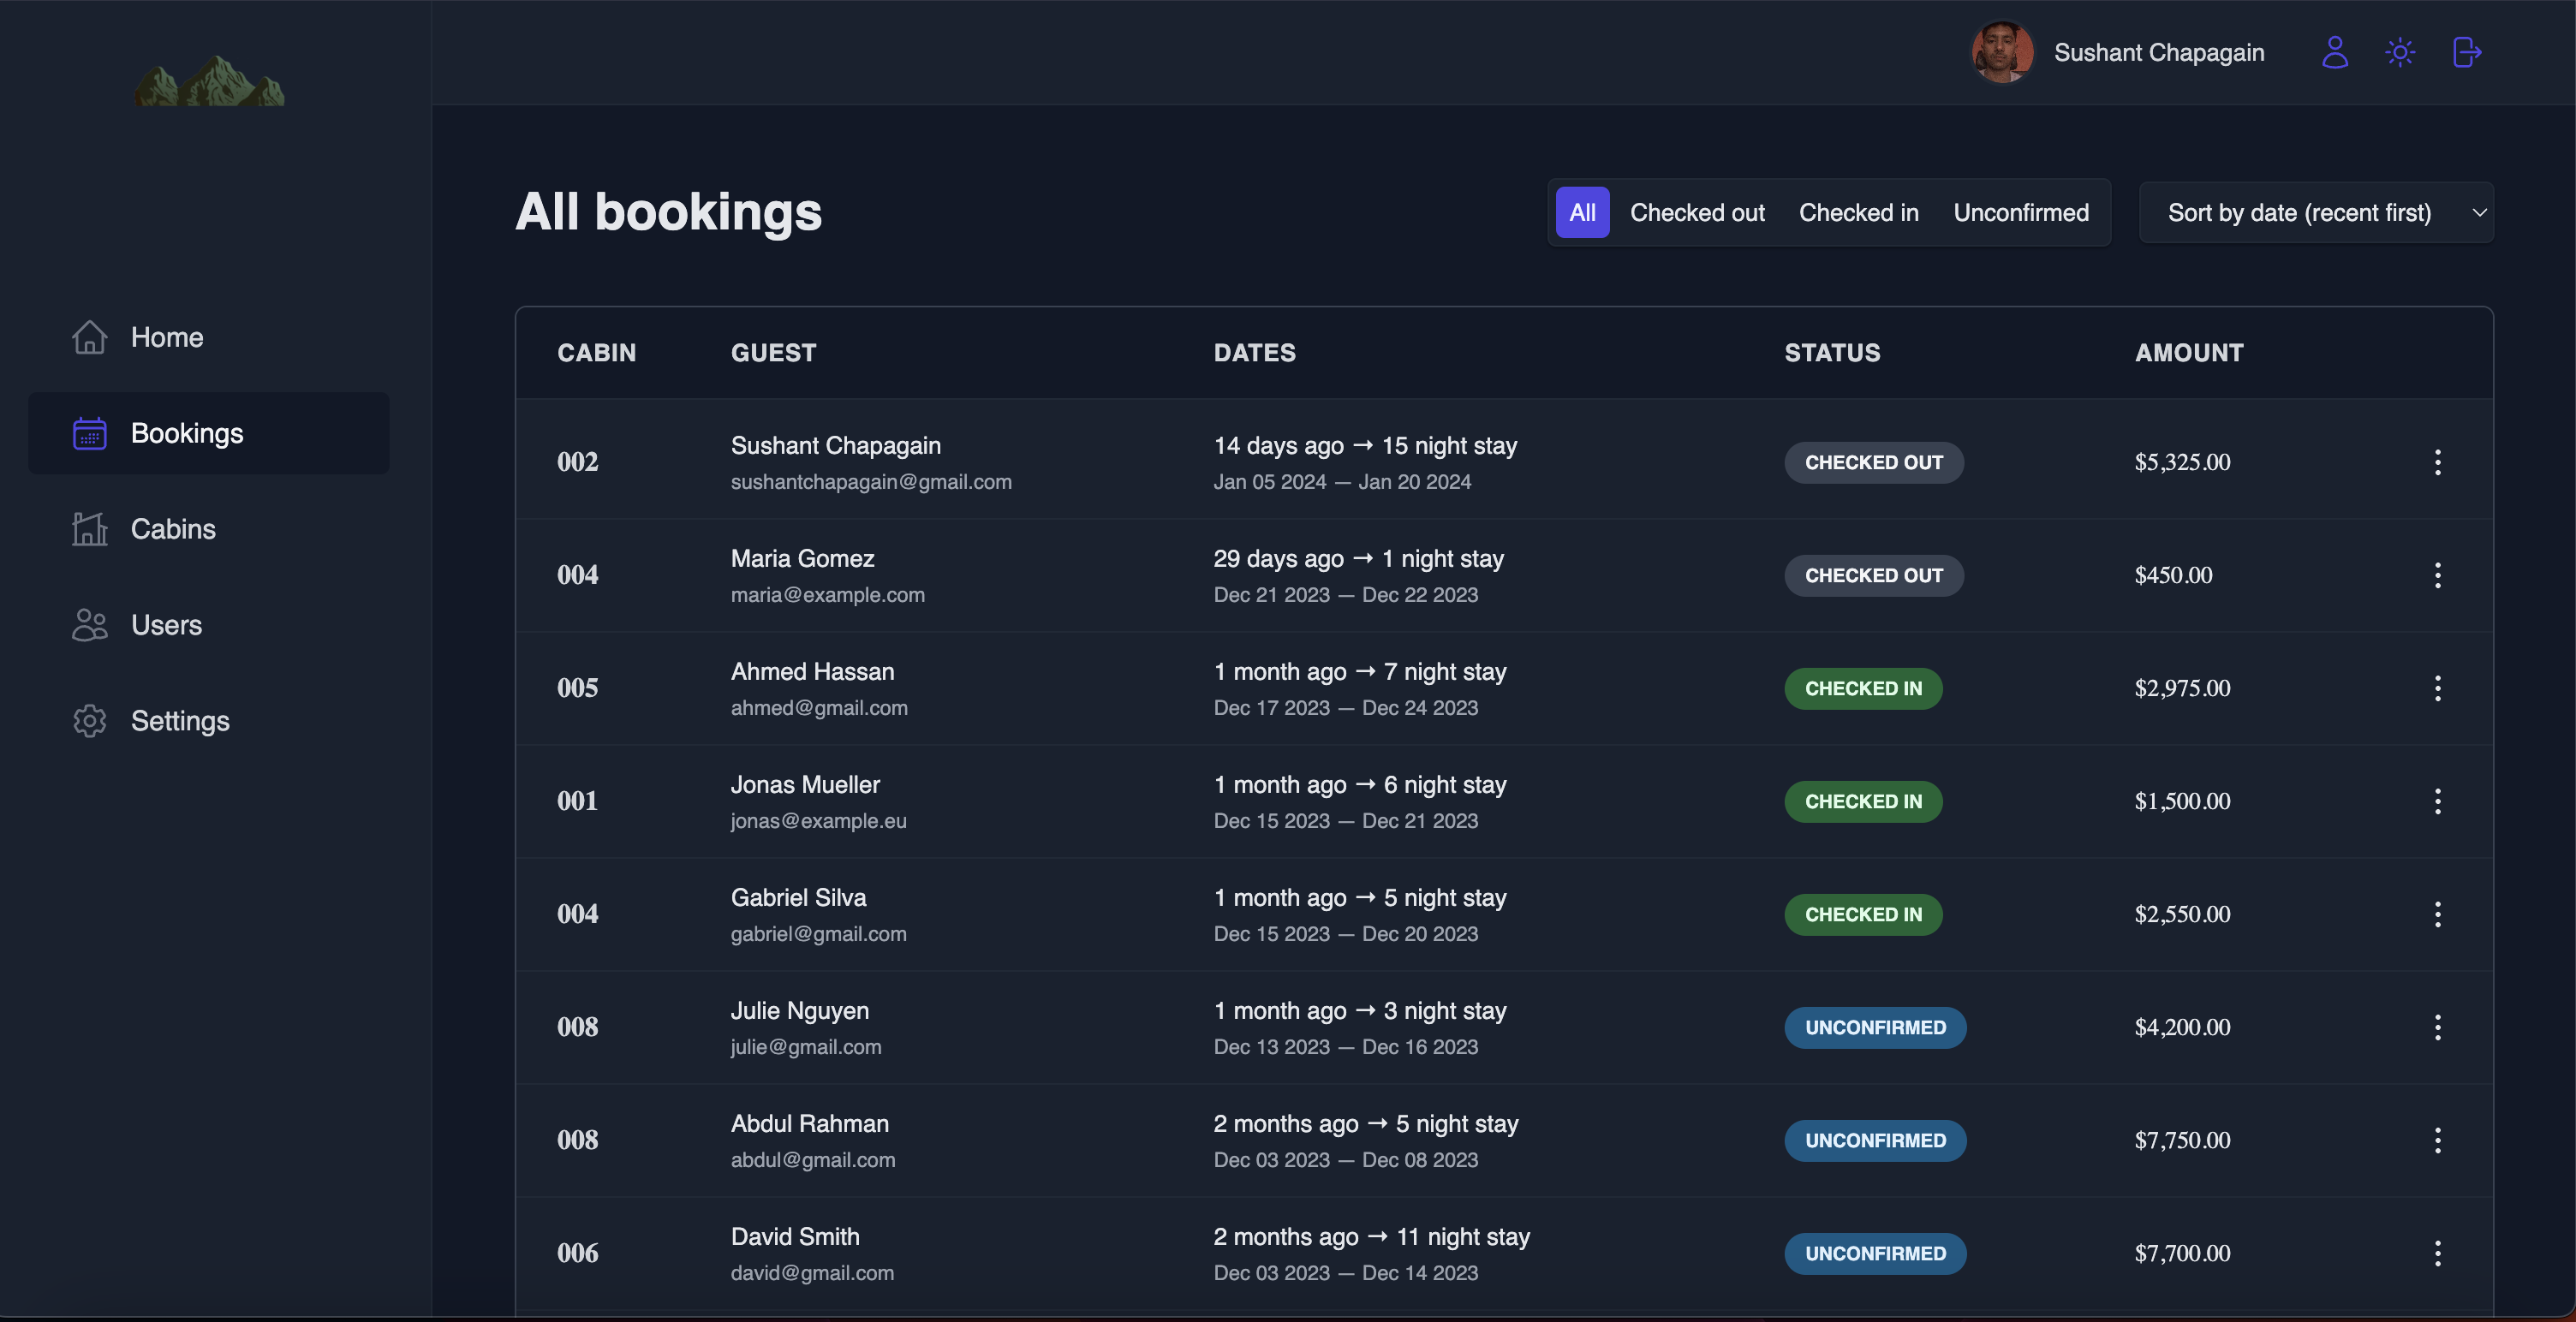 Sushant Chapagain
Home
Bookings
Cabins
Users
Settings
All bookings
All Checked out Checked in Unconfirmed Sort by date (recent first)
CABIN GUEST DATES STATUS AMOUNT
002 Sushant Chapagain 14 days ago → 15 night stay CHECKED OUT $5,325.00
sushantchapagain@gmail.com Jan 05 2024 — Jan 20 2024
004 Maria Gomez 29 days ago → 1 night stay CHECKED OUT $450.00
maria@example.com Dec 21 2023 — Dec 22 2023
005 Ahmed Hassan 1 month ago → 7 night stay CHECKED IN $2,975.00
ahmed@gmail.com Dec 17 2023 — Dec 24 2023
001 Jonas Mueller 1 month ago → 6 night stay CHECKED IN $1,500.00
jonas@example.eu Dec 15 2023 — Dec 21 2023
004 Gabriel Silva 1 month ago → 5 night stay CHECKED IN $2,550.00
gabriel@gmail.com Dec 15 2023 — Dec 20 2023
008 Julie Nguyen 1 month ago → 3 night stay UNCONFIRMED $4,200.00
julie@gmail.com Dec 13 2023 — Dec 16 2023
008 Abdul Rahman 2 months ago → 5 night stay UNCONFIRMED $7,750.00
abdul@gmail.com Dec 03 2023 — Dec 08 2023
006 David Smith 2 months ago → 11 night stay UNCONFIRMED $7,700.00
david@gmail.com Dec 03 2023 — Dec 14 2023